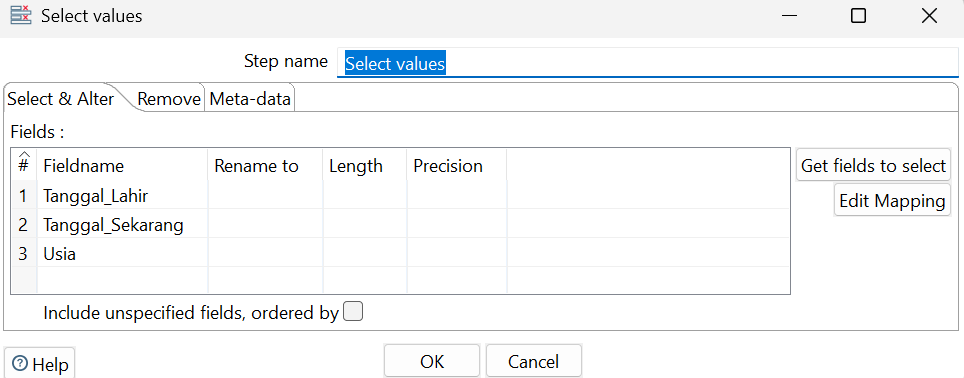 Select values
Step name Select values
Select & Alter Remove Meta-data
Fields :
# Fieldname Rename to Length Precision
1 Tanggal_Lahir
2 Tanggal_Sekarang
3 Usia
Get fields to select
Edit Mapping
Include unspecified fields, ordered by
Help OK Cancel